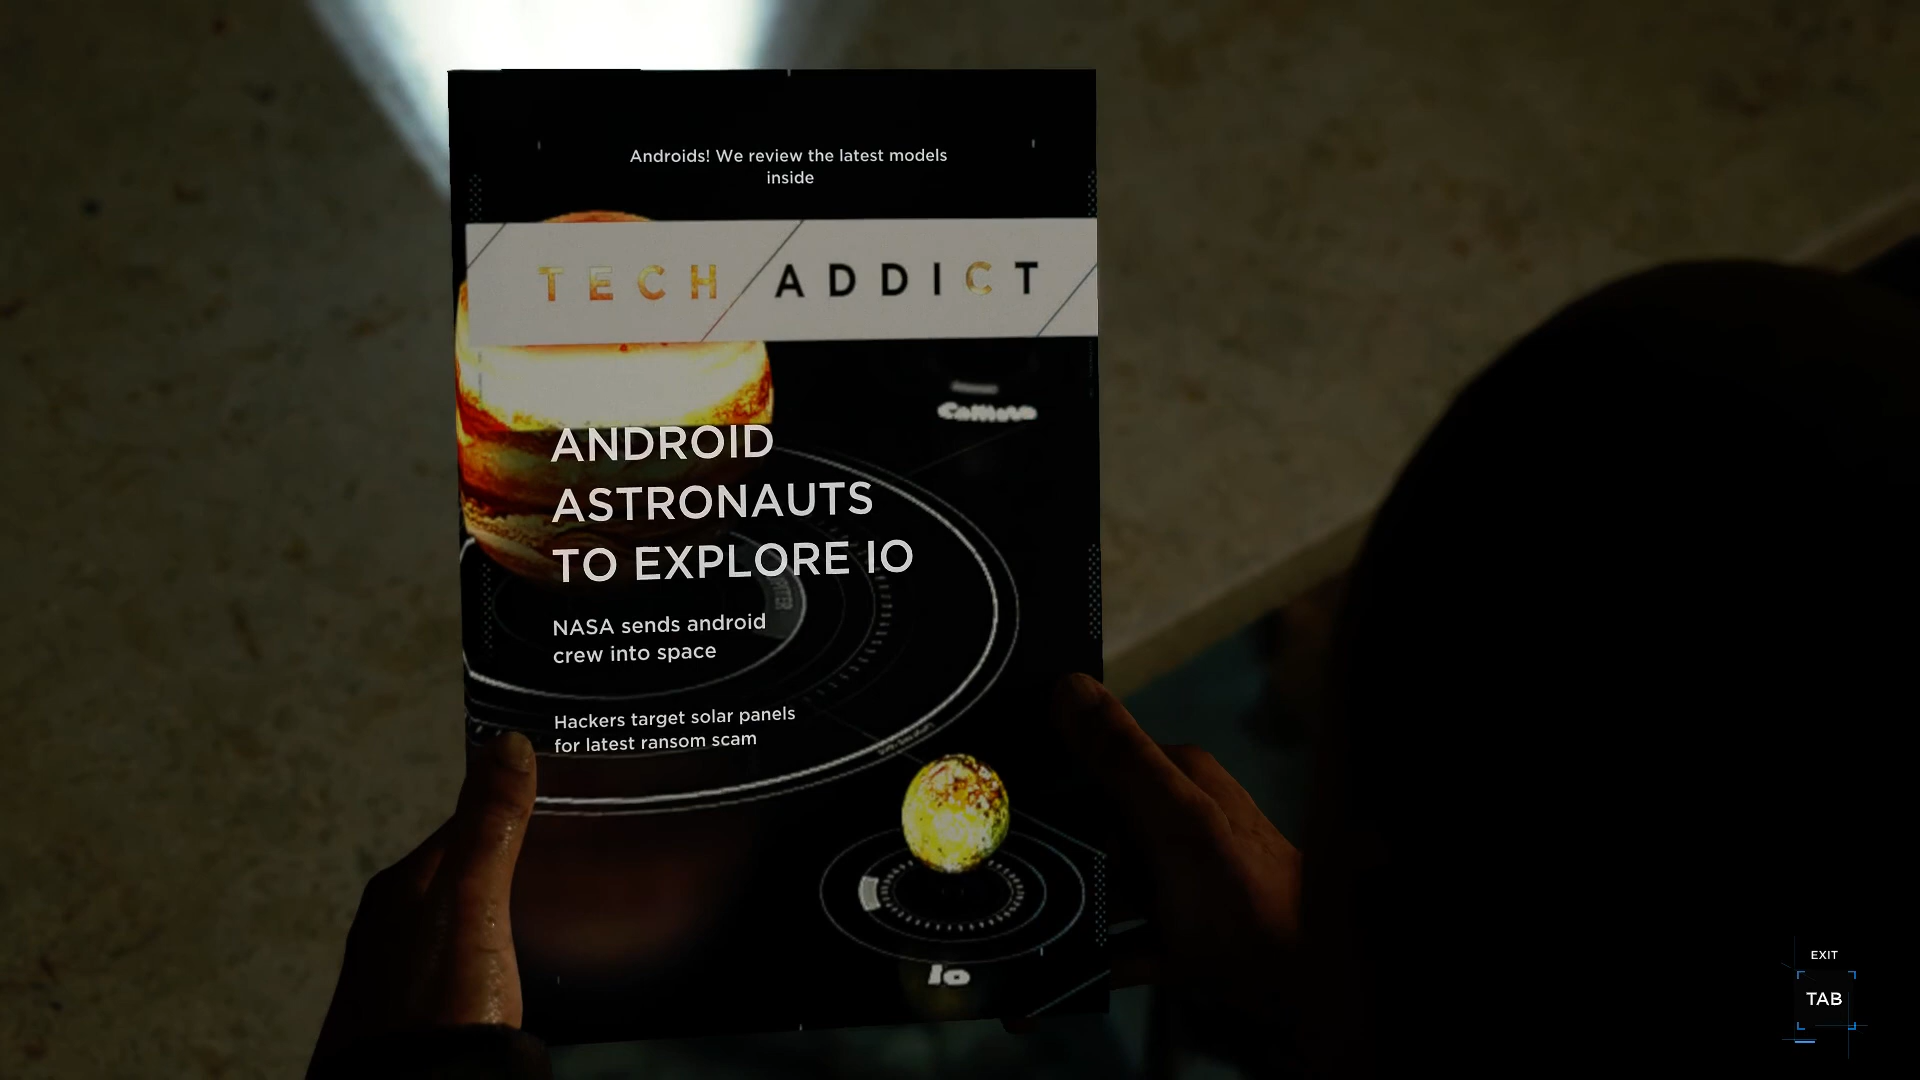 Androids! We review the latest models
inside
TECH ADDICT
ANDROID
ASTRONAUTS
TO EXPLORE IO
NASA sends android
crew into space
Hackers target solar panels
for latest ransom scam
Io
EXIT
TAB